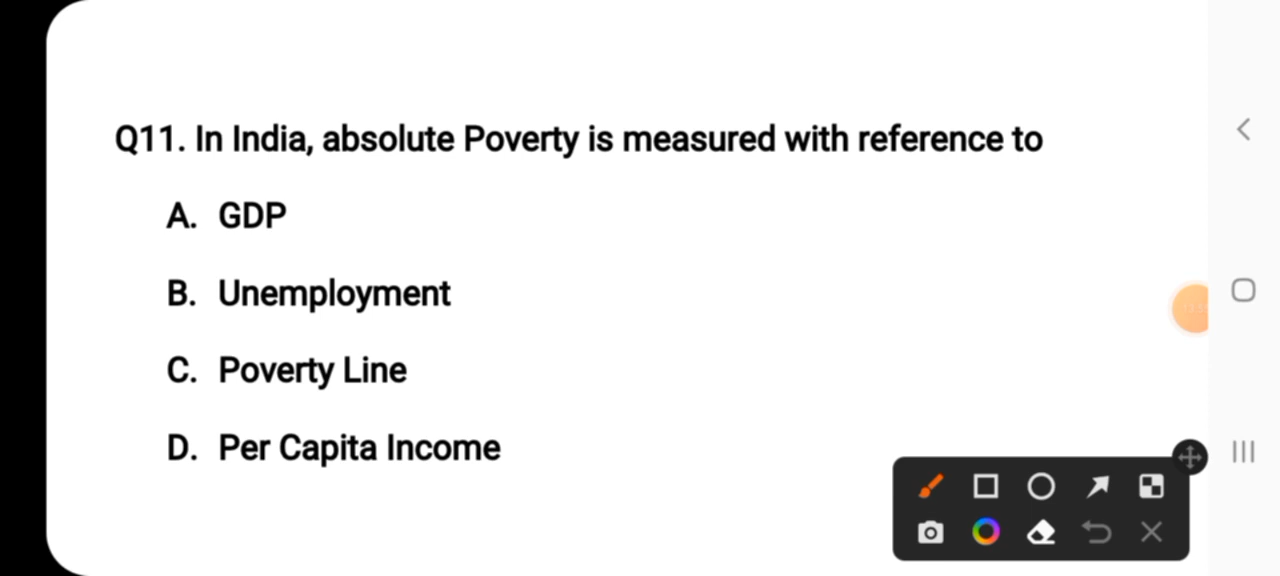 Q11. In India, absolute Poverty is measured with reference to
A. GDP
B. Unemployment
C. Poverty Line
D. Per Capita Income